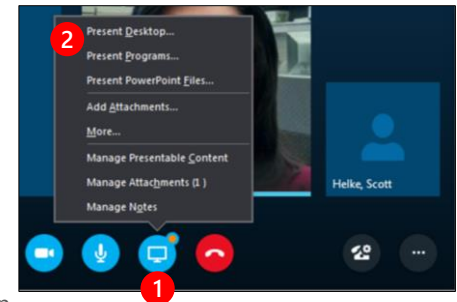 2
Present Desktop...
Present Programs...
Present PowerPoint Files...
Add Attachments...
More...
Manage Presentable Content
Manage Attachments (1 )
Manage Notes
Helke, Scott
1